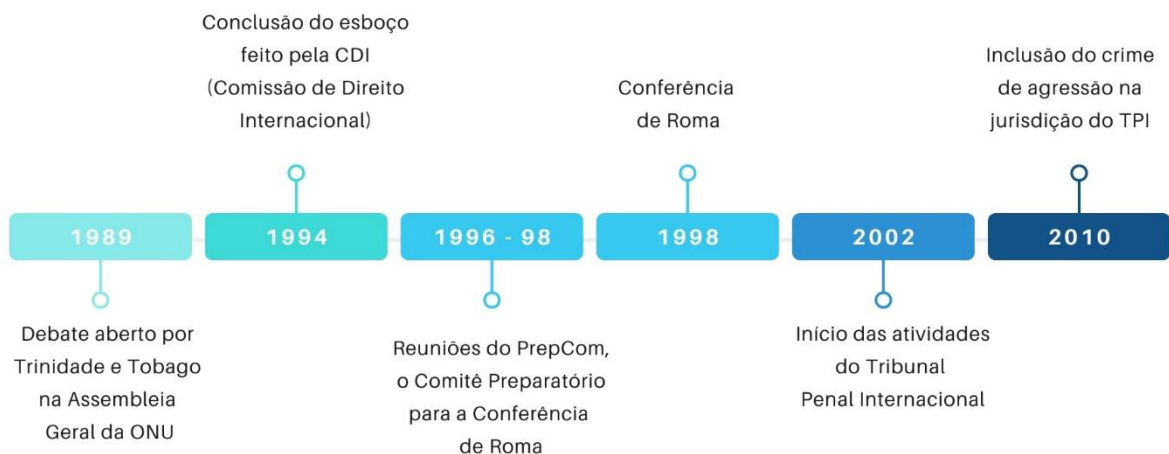 Conclusão do esboço
feito pela CDI
(Comissão de Direito
Internacional)
Conferência
de Roma
Inclusão do crime
de agressão na
jurisdição do TPI
1989
1994
1996 - 98
1998
2002
2010
Debate aberto por
Trinidade e Tobago
na Assembleia
Geral da ONU
Reuniões do PrepCom,
o Comitê Preparatório
para a Conferência
de Roma
Início das atividades
do Tribunal
Penal Internacional